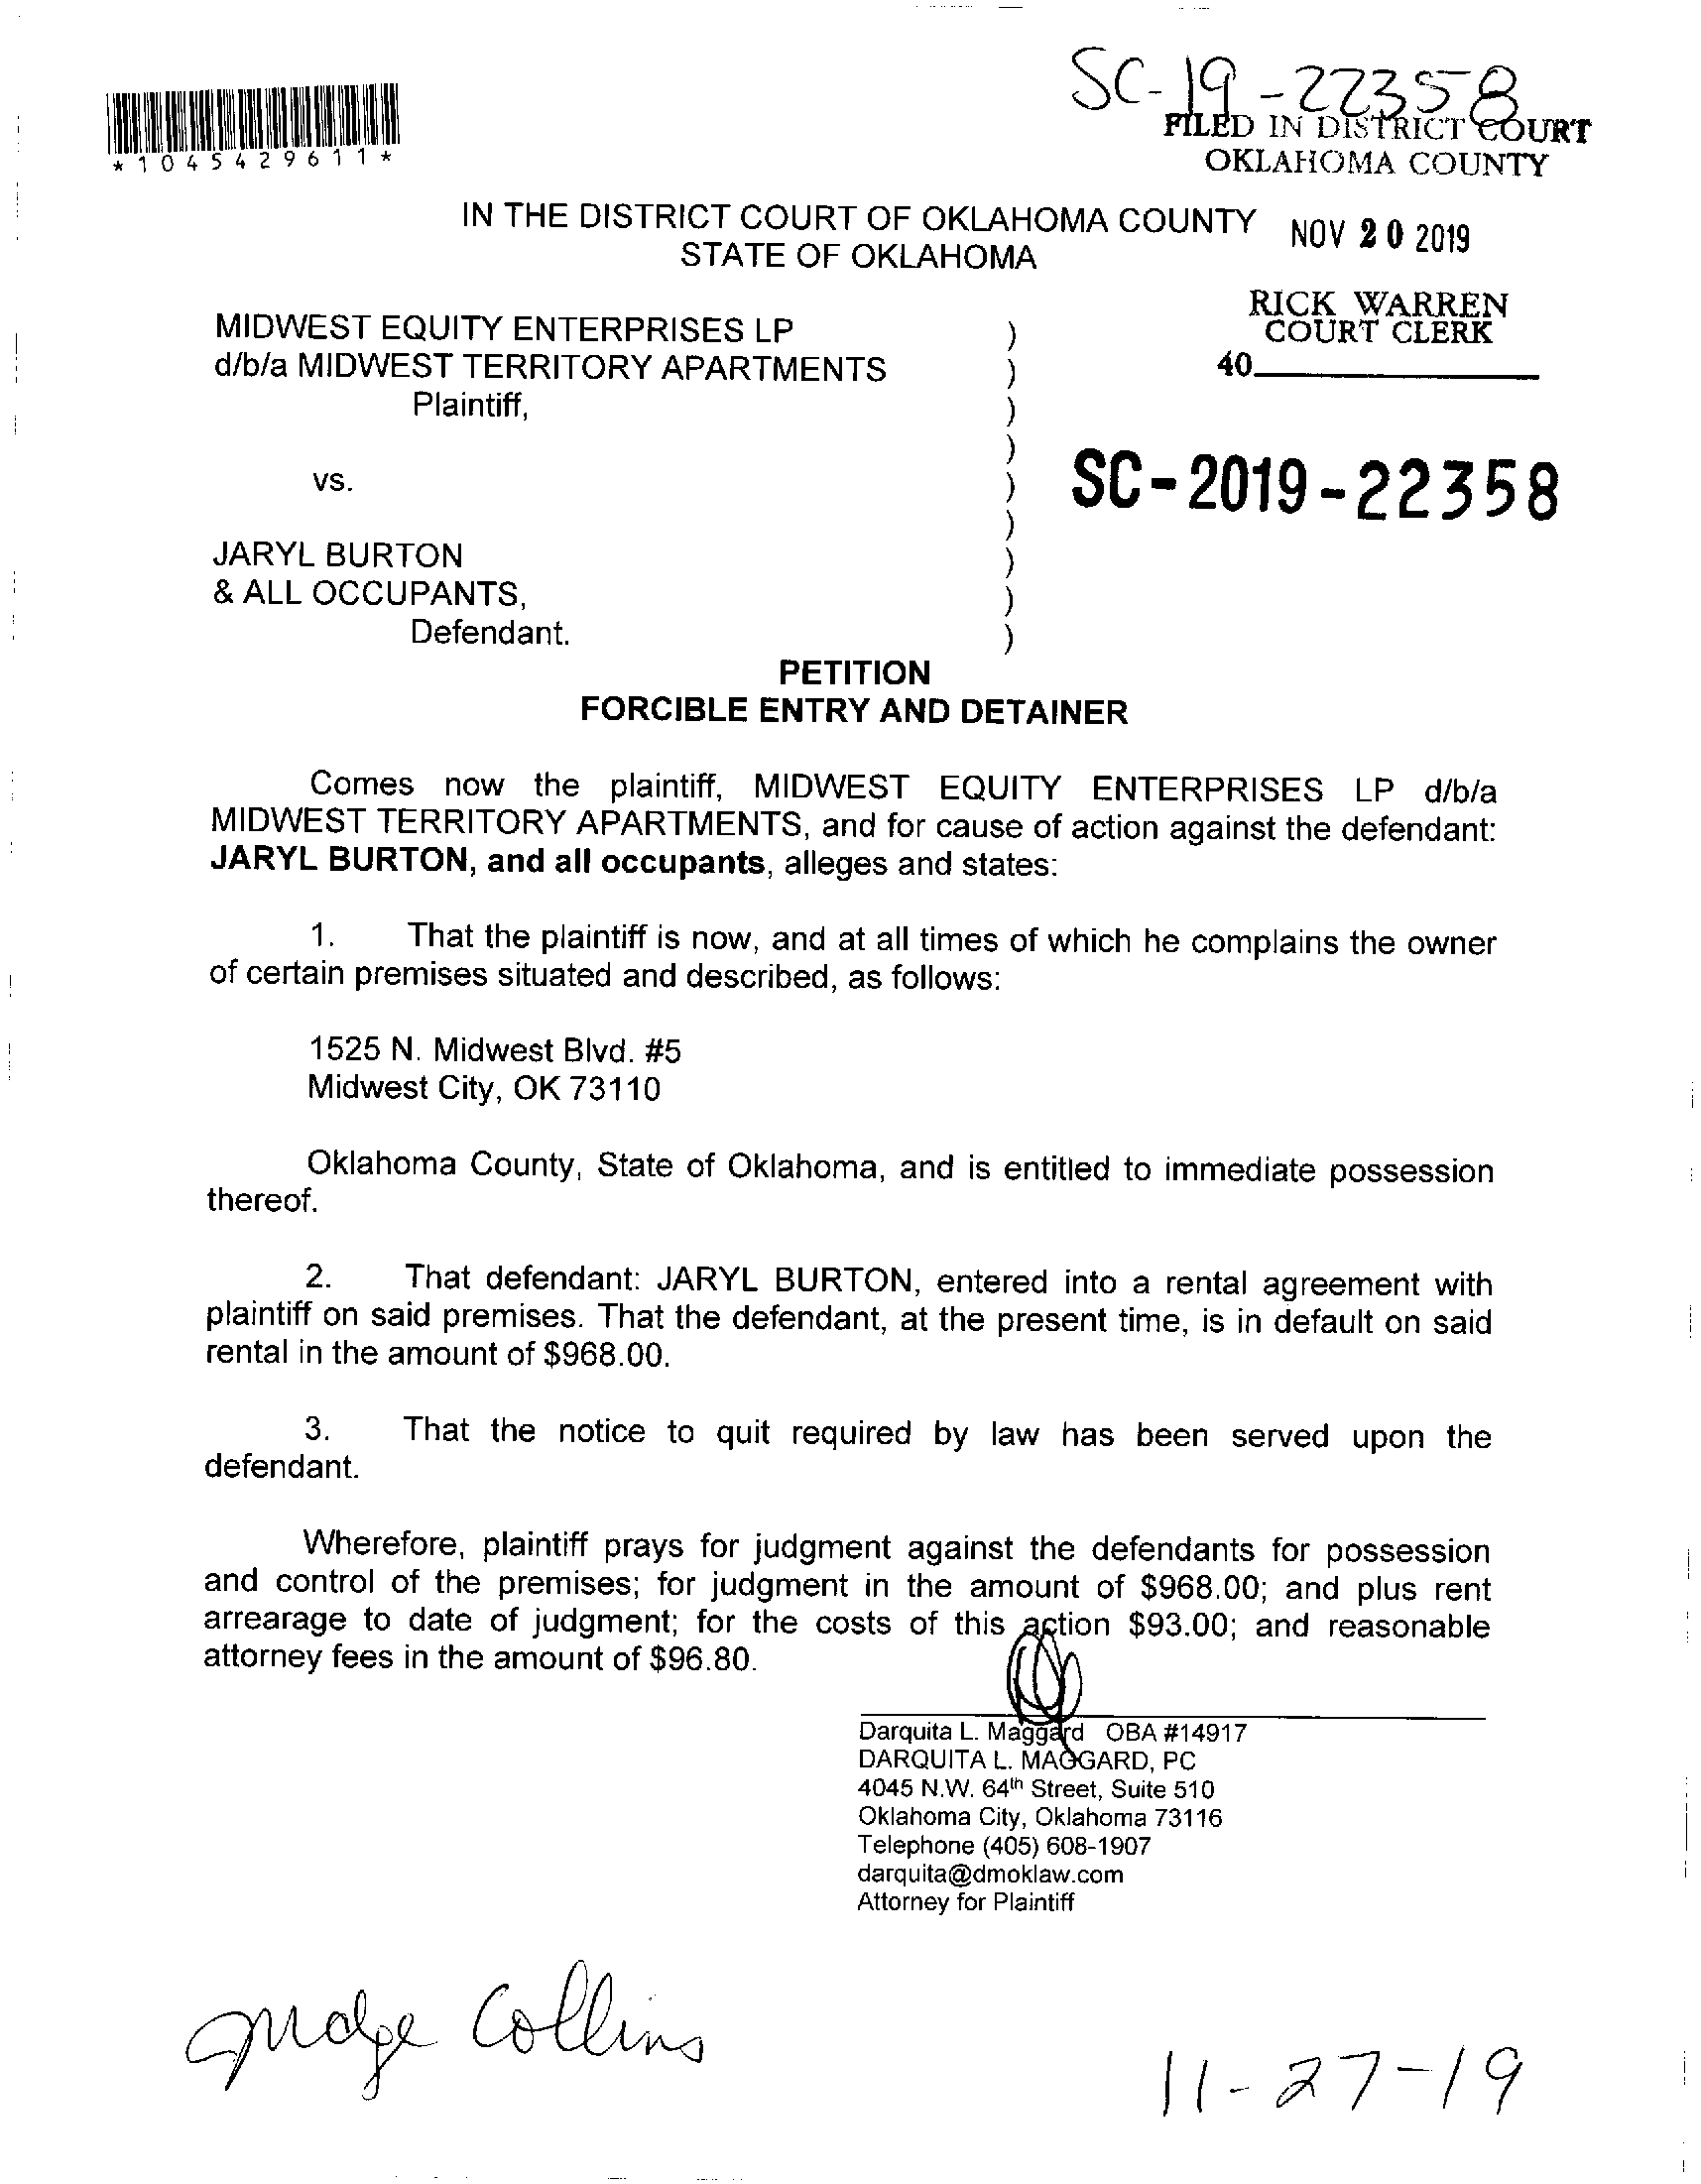 SC-19-22358
FILED IN DISTRICT COURT
OKLAHOMA COUNTY
*1045429611*
IN THE DISTRICT COURT OF OKLAHOMA COUNTY
STATE OF OKLAHOMA
NOV 20 2019
RICK WARREN
COURT CLERK
40
MIDWEST EQUITY ENTERPRISES LP )
d/b/a MIDWEST TERRITORY APARTMENTS )
Plaintiff, )
)
vs. )
)
JARYL BURTON )
& ALL OCCUPANTS, )
Defendant. )
SC-2019-22358
PETITION
FORCIBLE ENTRY AND DETAINER
Comes now the plaintiff, MIDWEST EQUITY ENTERPRISES LP d/b/a
MIDWEST TERRITORY APARTMENTS, and for cause of action against the defendant:
JARYL BURTON, and all occupants, alleges and states:
1. That the plaintiff is now, and at all times of which he complains the owner
of certain premises situated and described, as follows:
1525 N. Midwest Blvd. #5
Midwest City, OK 73110
Oklahoma County, State of Oklahoma, and is entitled to immediate possession
thereof.
2. That defendant: JARYL BURTON, entered into a rental agreement with
plaintiff on said premises. That the defendant, at the present time, is in default on said
rental in the amount of $968.00.
3. That the notice to quit required by law has been served upon the
defendant.
Wherefore, plaintiff prays for judgment against the defendants for possession
and control of the premises; for judgment in the amount of $968.00; and plus rent
arrearage to date of judgment; for the costs of this action $93.00; and reasonable
attorney fees in the amount of $96.80.
Darquita L. Maggard OBA #14917
DARQUITA L. MAGGARD, PC
4045 N.W. 64th Street, Suite 510
Oklahoma City, Oklahoma 73116
Telephone (405) 608-1907
darquita@dmoklaw.com
Attorney for Plaintiff
Judge Collins
11-27-19